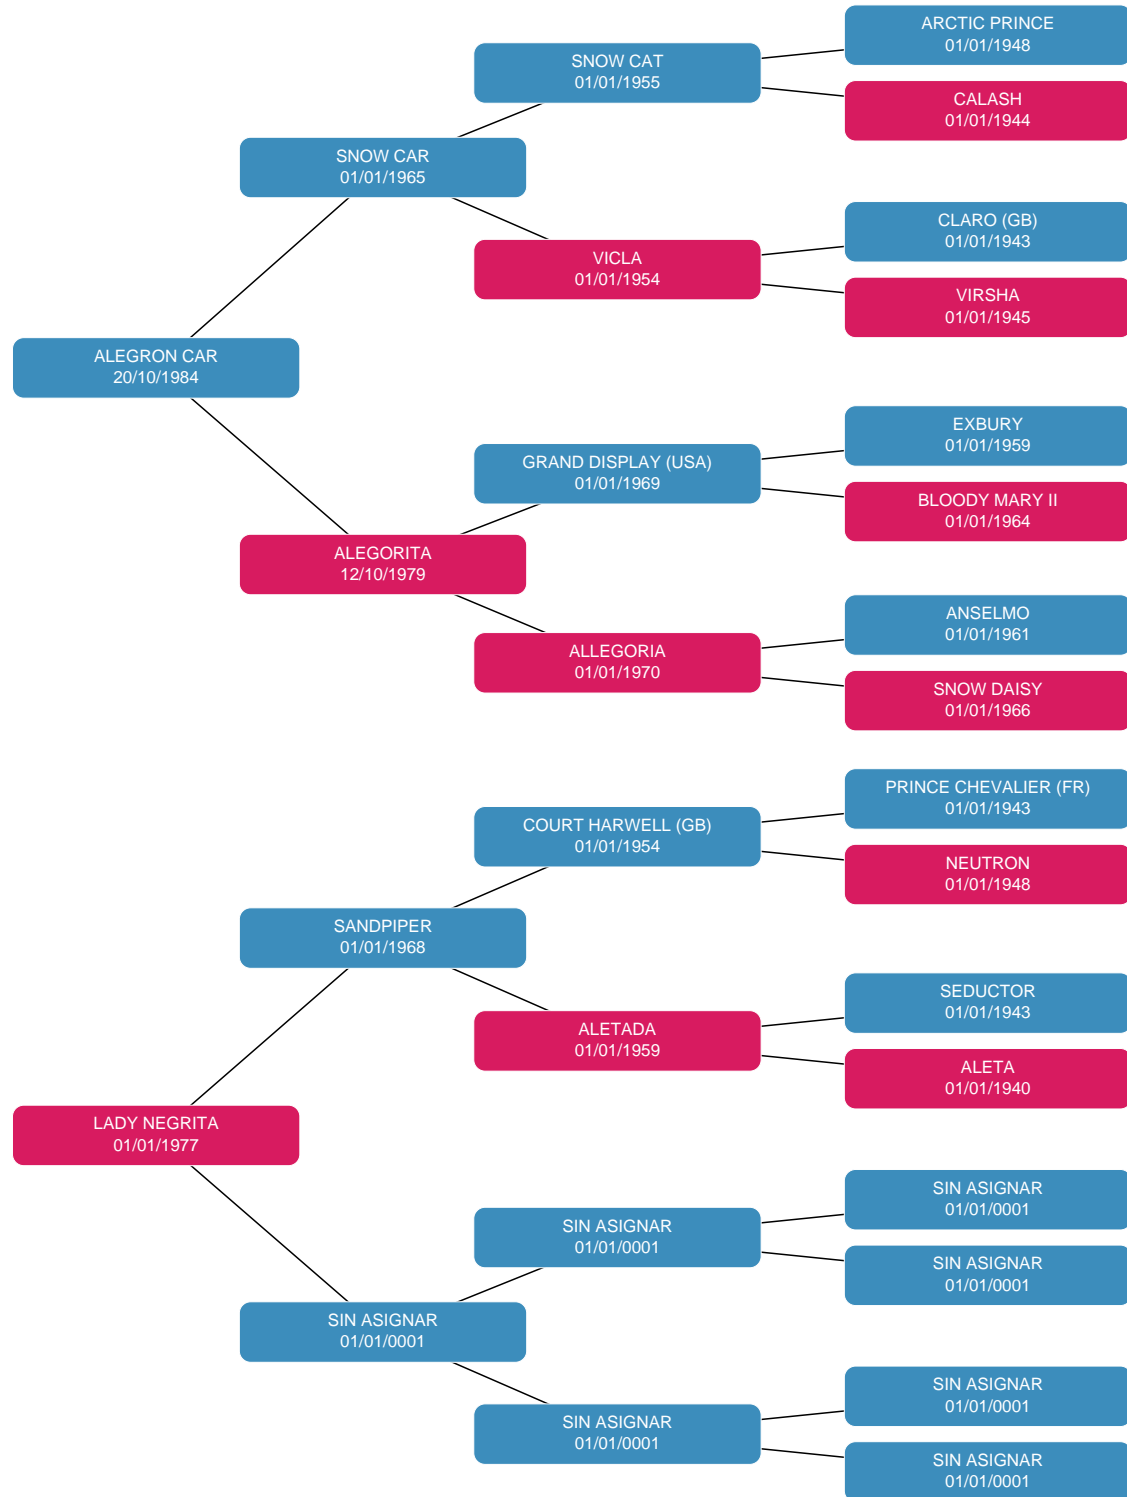 ARCTIC PRINCE
01/01/1948
SNOW CAT
01/01/1955
CALASH
01/01/1944
SNOW CAR
01/01/1965
CLARO (GB)
01/01/1943
VICLA
01/01/1954
VIRSHA
01/01/1945
ALEGRON CAR
20/10/1984
EXBURY
01/01/1959
GRAND DISPLAY (USA)
01/01/1969
BLOODY MARY II
01/01/1964
ALEGORITA
12/10/1979
ANSELMO
01/01/1961
ALLEGORIA
01/01/1970
SNOW DAISY
01/01/1966
PRINCE CHEVALIER (FR)
01/01/1943
COURT HARWELL (GB)
01/01/1954
NEUTRON
01/01/1948
SANDPIPER
01/01/1968
SEDUCTOR
01/01/1943
ALETADA
01/01/1959
ALETA
01/01/1940
LADY NEGRITA
01/01/1977
SIN ASIGNAR
01/01/0001
SIN ASIGNAR
01/01/0001
SIN ASIGNAR
01/01/0001
SIN ASIGNAR
01/01/0001
SIN ASIGNAR
01/01/0001
SIN ASIGNAR
01/01/0001
SIN ASIGNAR
01/01/0001